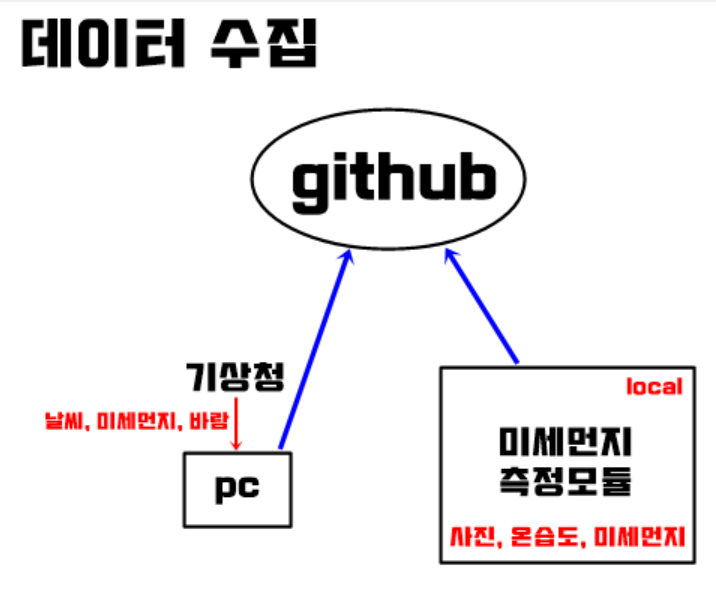 데이터 수집
github
기상청
날씨, 미세먼지, 바람
pc
local
미세먼지
측정모듈
사진, 온습도, 미세먼지